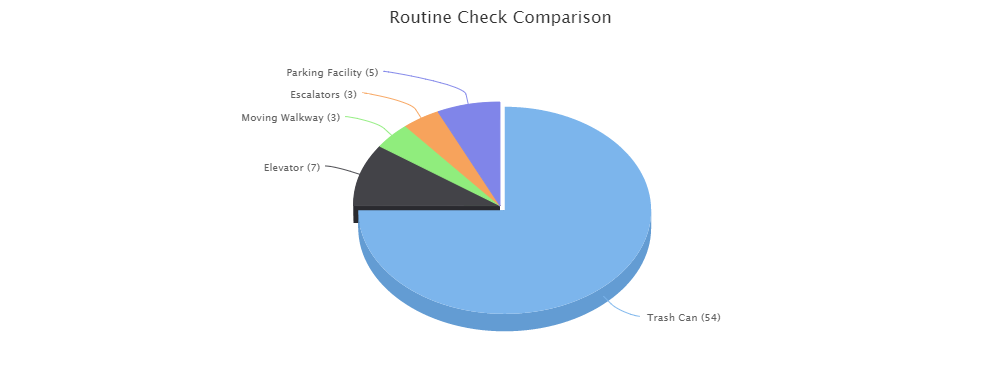 Routine Check Comparison
Parking Facility (5)
Escalators (3)
Moving Walkway (3)
Elevator (7)
Trash Can (54)